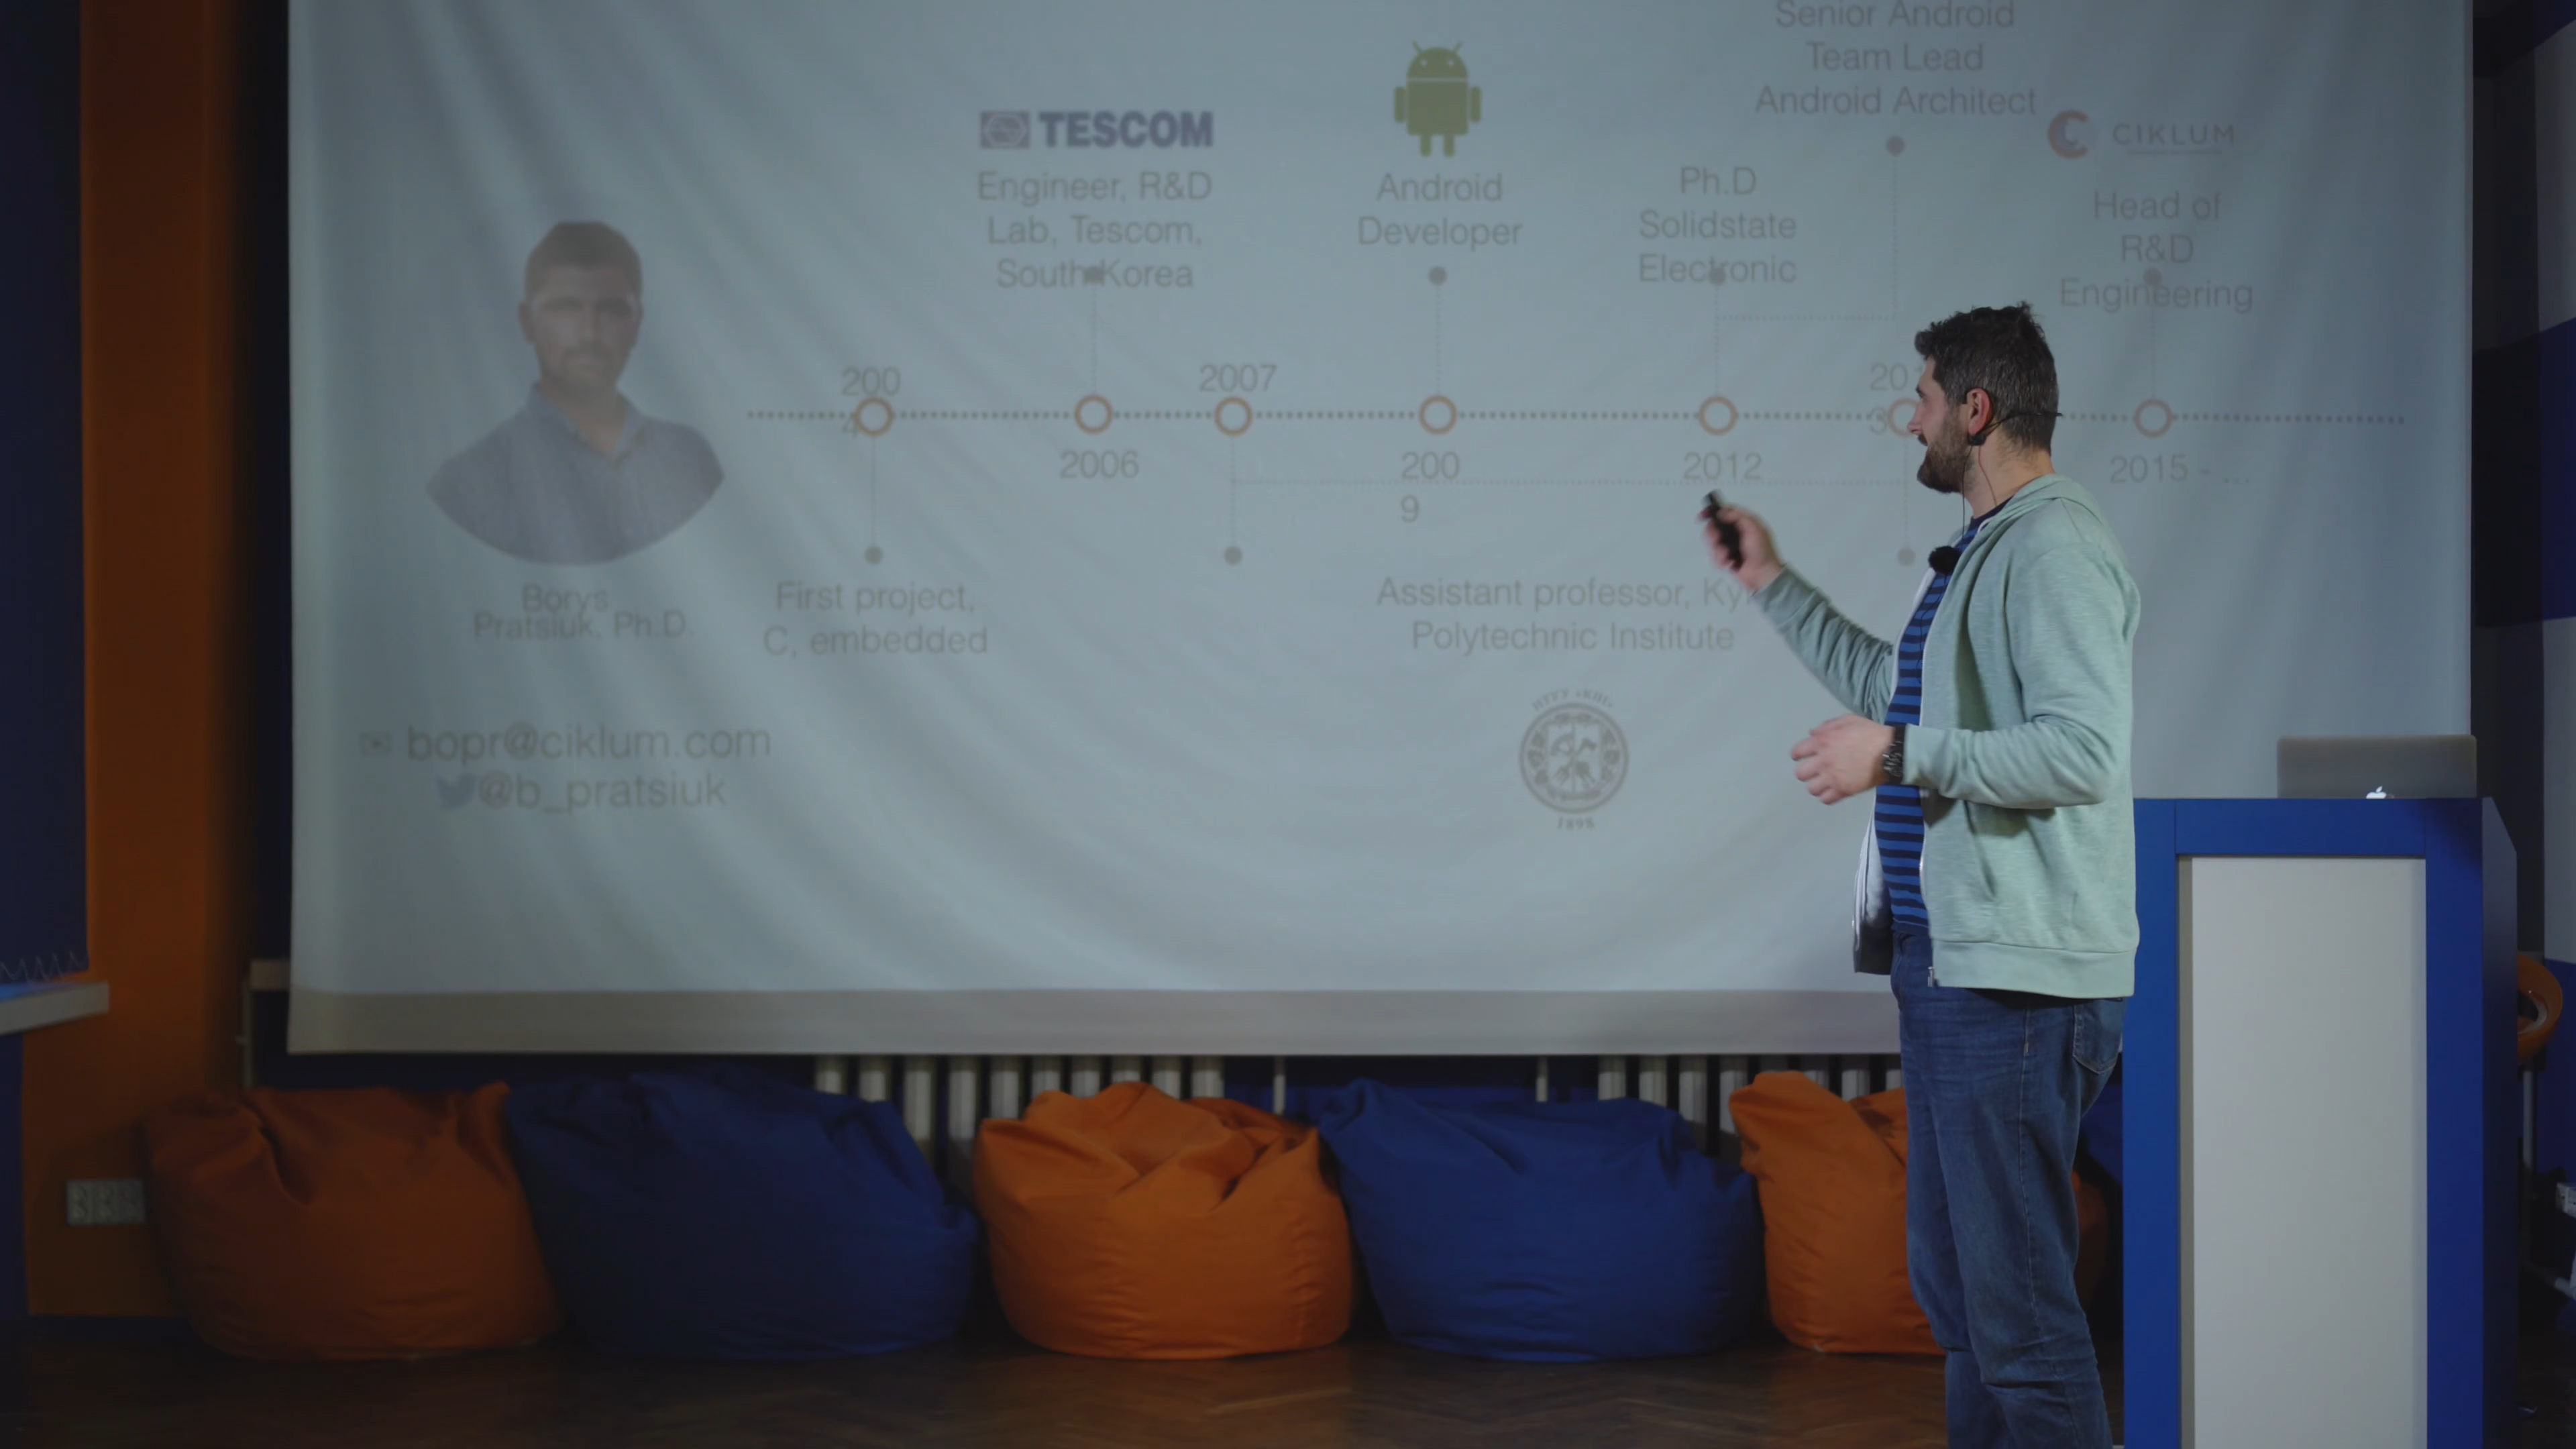 Senior Android
Team Lead
Android Architect
TESCOM
Engineer, R&D
Lab, Tescom,
South Korea
Android
Developer
Ph.D
Solidstate
Electronic
CIKLUM
Head of
R&D
Engineering
200
4
2006
2007
200
9
2012
20
3
2015 - ...
Borys
Pratsiuk, Ph.D.
First project,
C, embedded
Assistant professor, Ky
Polytechnic Institute
bopr@ciklum.com
@b_pratsiuk
1898